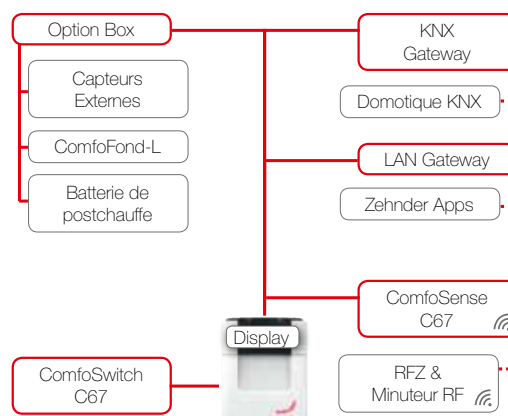 Option Box
Capteurs
Externes
ComfoFond-L
Batterie de
postchauffe
KNX
Gateway
Domotique KNX
LAN Gateway
Zehnder Apps
ComfoSense
C67
Display
ComfoSwitch
C67
RFZ &
Minuteur RF